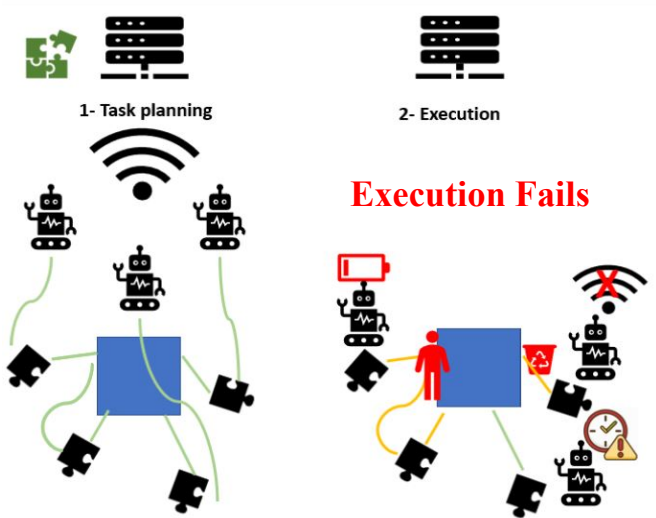 1- Task planning
2- Execution
Execution Fails